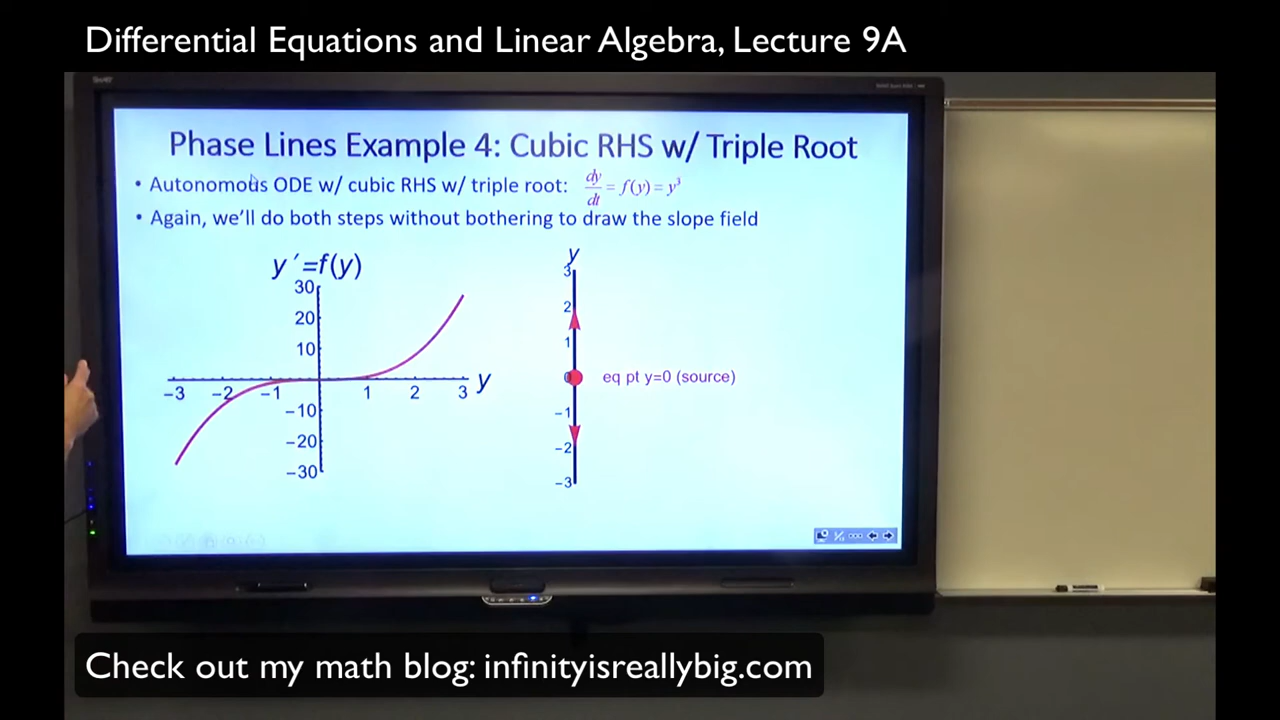 Differential Equations and Linear Algebra, Lecture 9A
Phase Lines Example 4: Cubic RHS w/ Triple Root
• Autonomous ODE w/ cubic RHS w/ triple root: dy/dt = f(y) = y³
• Again, we'll do both steps without bothering to draw the slope field
y′=f(y)
30
20
10
−3 −2 −1 1 2 3 y
−10
−20
−30
y
3
2
1
0 eq pt y=0 (source)
−1
−2
−3
Check out my math blog: infinityisreallybig.com